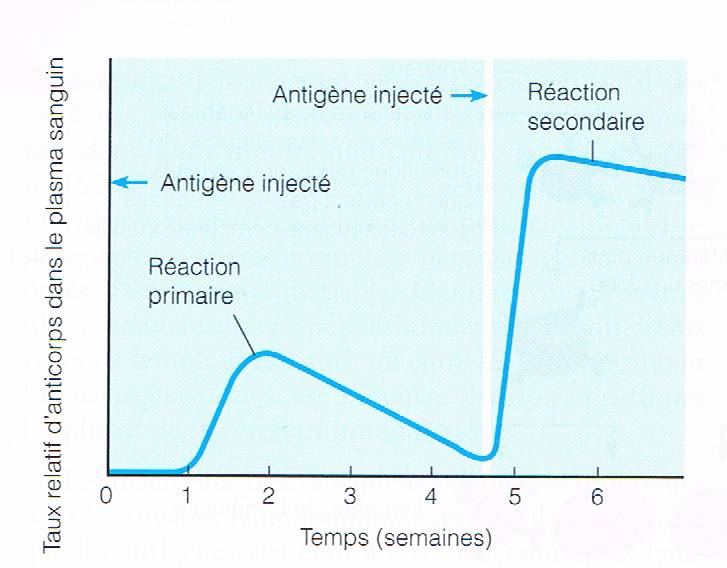 Taux relatif d'anticorps dans le plasma sanguin
Antigène injecté
Réaction
secondaire
Antigène injecté
Réaction
primaire
0 1 2 3 4 5 6
Temps (semaines)